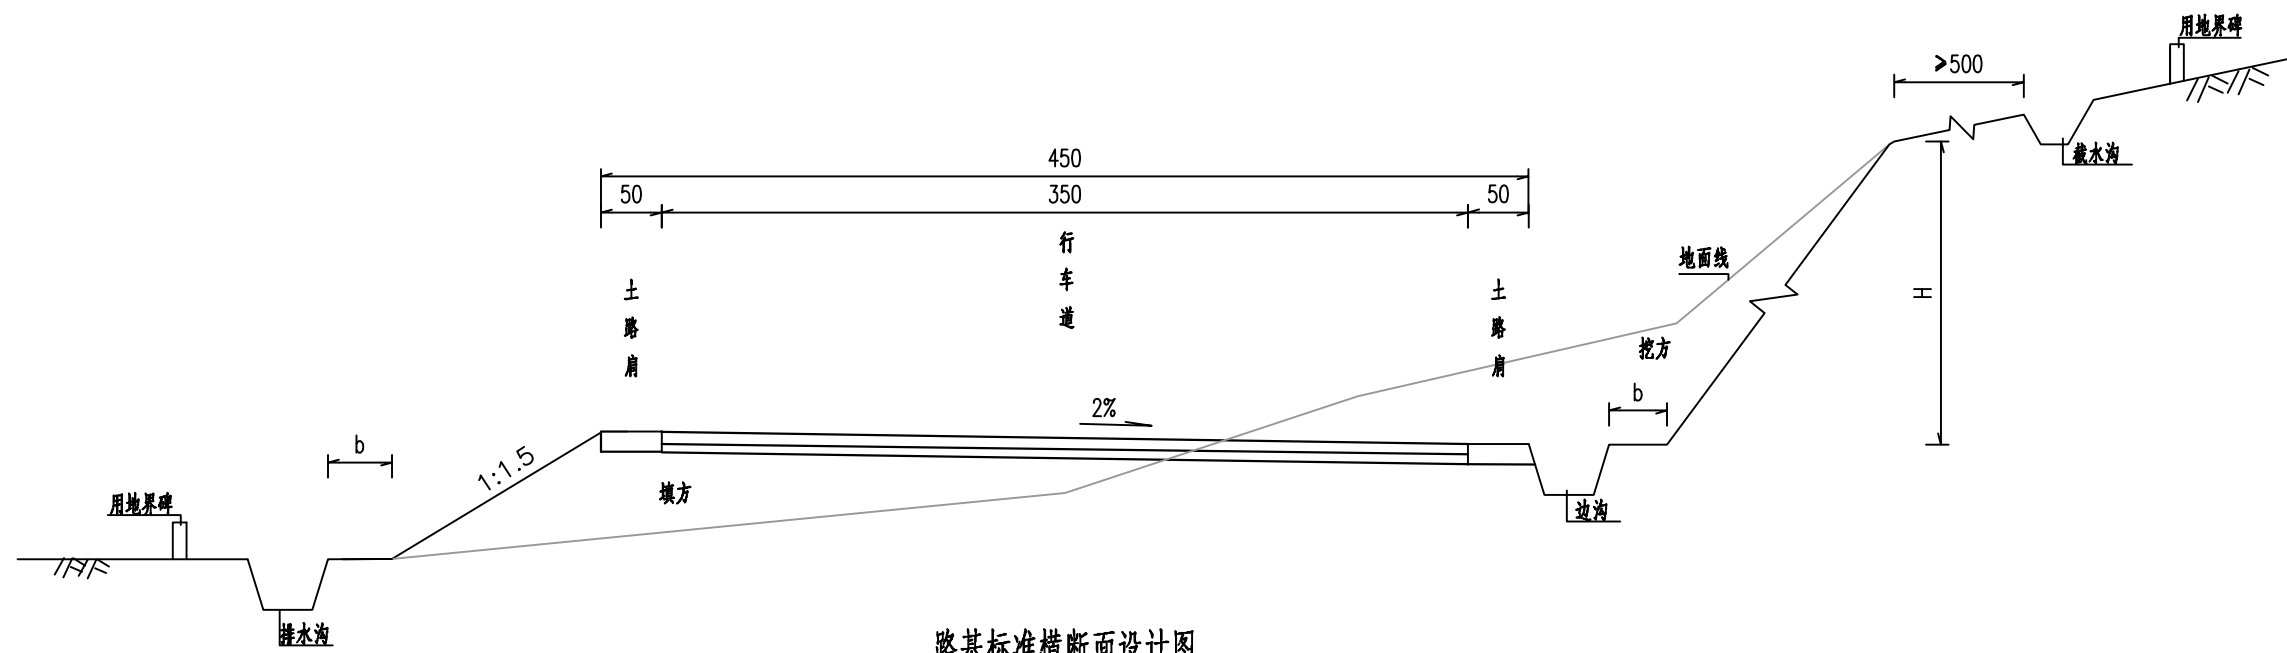 用地界碑
>500
截水沟
450
50
350
50
行车道
土路肩
土路肩
地面线
H
挖方
b
2%
b
1:1.5
填方
用地界碑
边沟
排水沟
路基标准横断面设计图